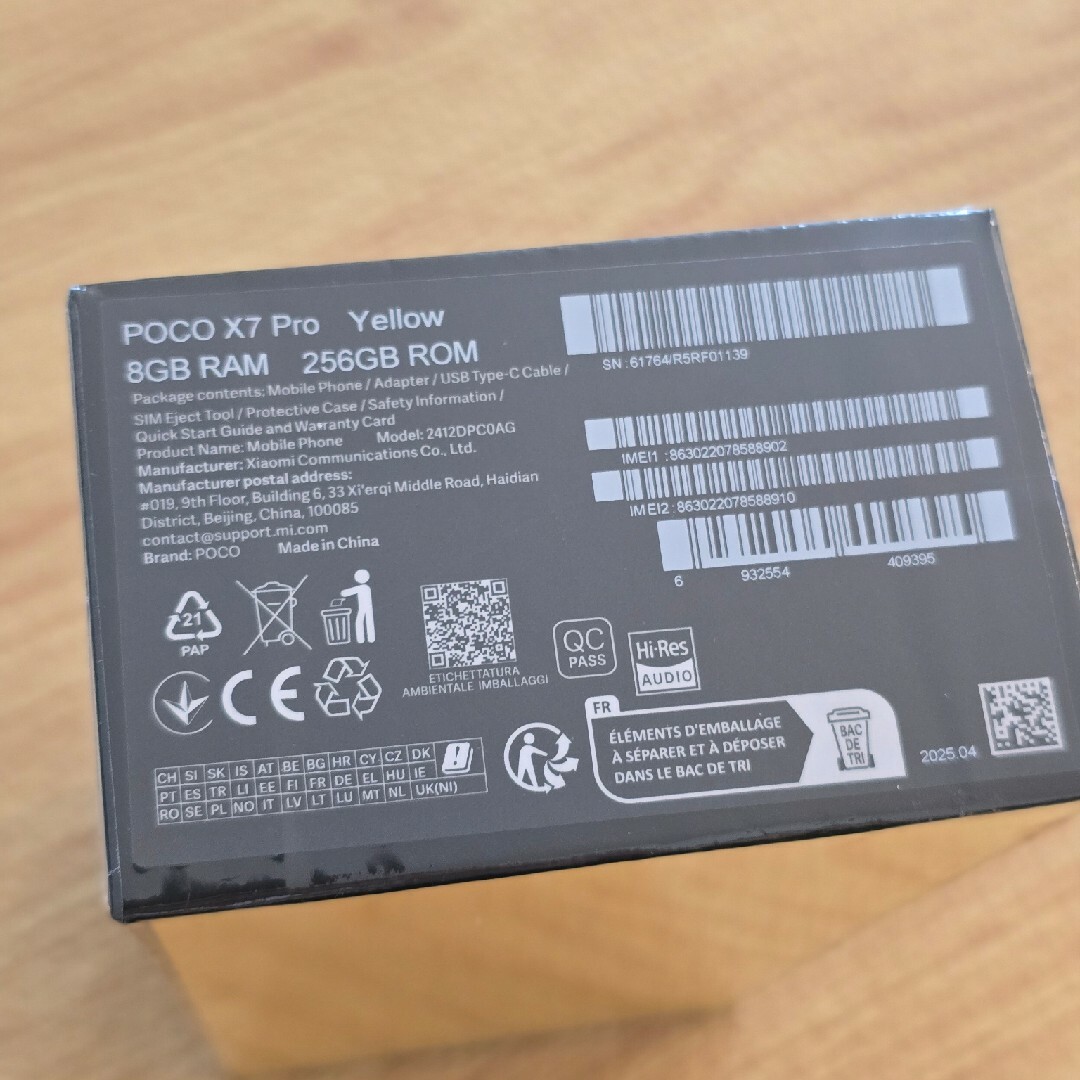 POCO X7 Pro Yellow
8GB RAM 256GB ROM
Package contents: Mobile Phone / Adapter / USB Type-C Cable /
SIM Eject Tool / Protective Case / Safety Information /
Quick Start Guide and Warranty Card
Product Name: Mobile Phone Model: 2412DPC0AG
Manufacturer: Xiaomi Communications Co., Ltd.
Manufacturer postal address:
#019, 9th Floor, Building 6, 33 Xi'erqi Middle Road, Haidian
District, Beijing, China, 100085
contact@support.mi.com
Brand: POCO Made in China
SN : 61764/R5RF01139
IMEI1 : 863022078588902
IMEI2 : 863022078588910
6 932554 409395
21
PAP
ETICHETTATURA
AMBIENTALE IMBALLAGGI
QC
PASS
Hi-Res
AUDIO
CE
CH SI SK IS AT BE BG HR CY CZ DK
PT ES TR LI EE FI FR DE EL HU IE
RO SE PL NO IT LV LT LU MT NL UK(NI)
FR
ÉLÉMENTS D'EMBALLAGE
À SÉPARER ET À DÉPOSER
DANS LE BAC DE TRI
BAC
DE
TRI
2025.04